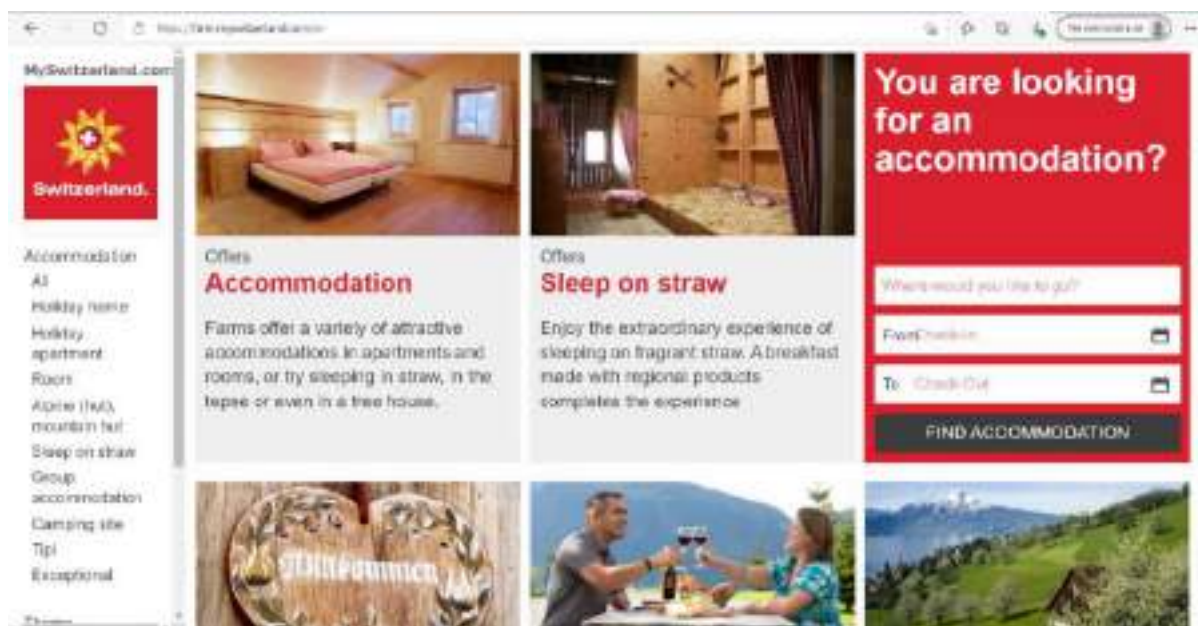 MySwitzerland.com
Switzerland.
Accommodation
All
Holiday home
Holiday
apartment
Room
Alpine (hut),
mountain hut
Sleep on straw
Group
accommodation
Camping site
Tipi
Exceptional
Offers
Accommodation
Farms offer a variety of attractive
accommodations in apartments and
rooms, or try sleeping in straw, in the
tepee or even in a tree house.
Offers
Sleep on straw
Enjoy the extraordinary experience of
sleeping on fragrant straw. A breakfast
made with regional products
completes the experience
You are looking
for an
accommodation?
Where would you like to go?
From
To Check Out
FIND ACCOMMODATION